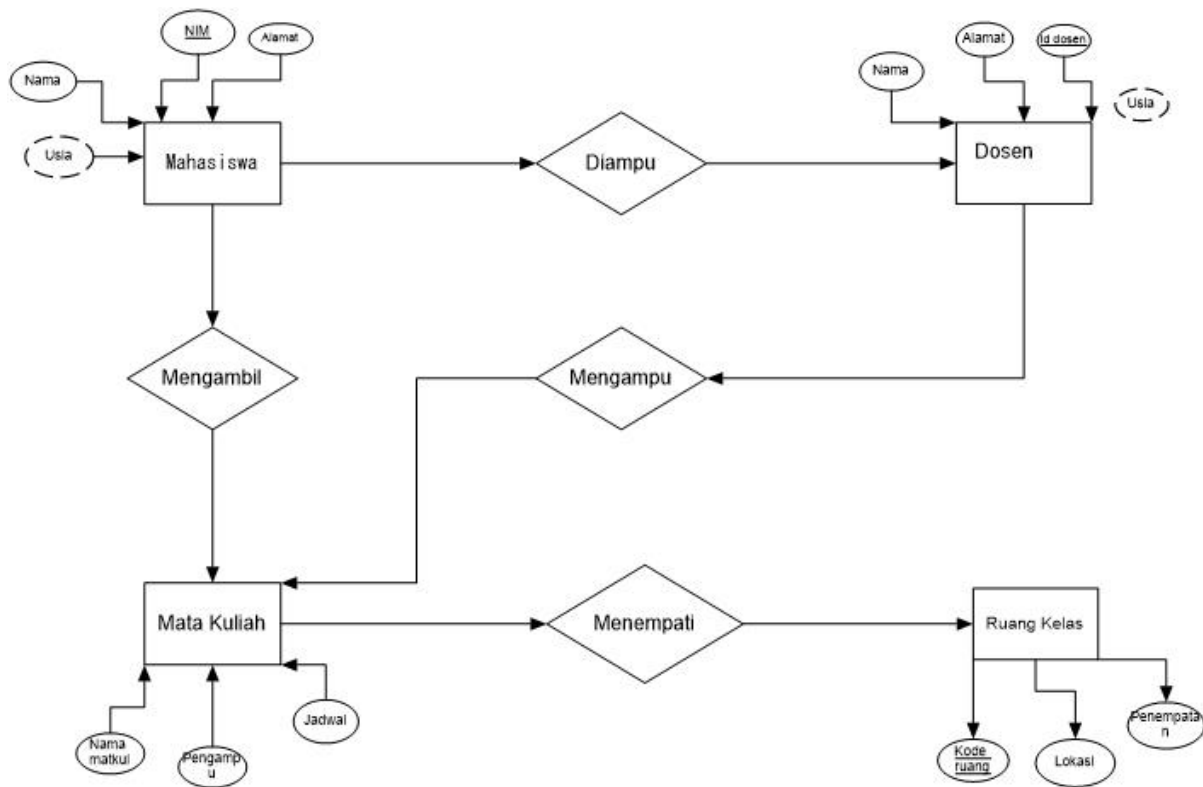 NIM
Alamat
Nama
Usia
Mahasiswa
Diampu
Nama
Alamat
Id dosen
Usia
Dosen
Mengambil
Mengampu
Mata Kuliah
Menempati
Ruang Kelas
Nama
matkul
Pengamp
u
Jadwal
Kode
ruang
Lokasi
Penempata
n